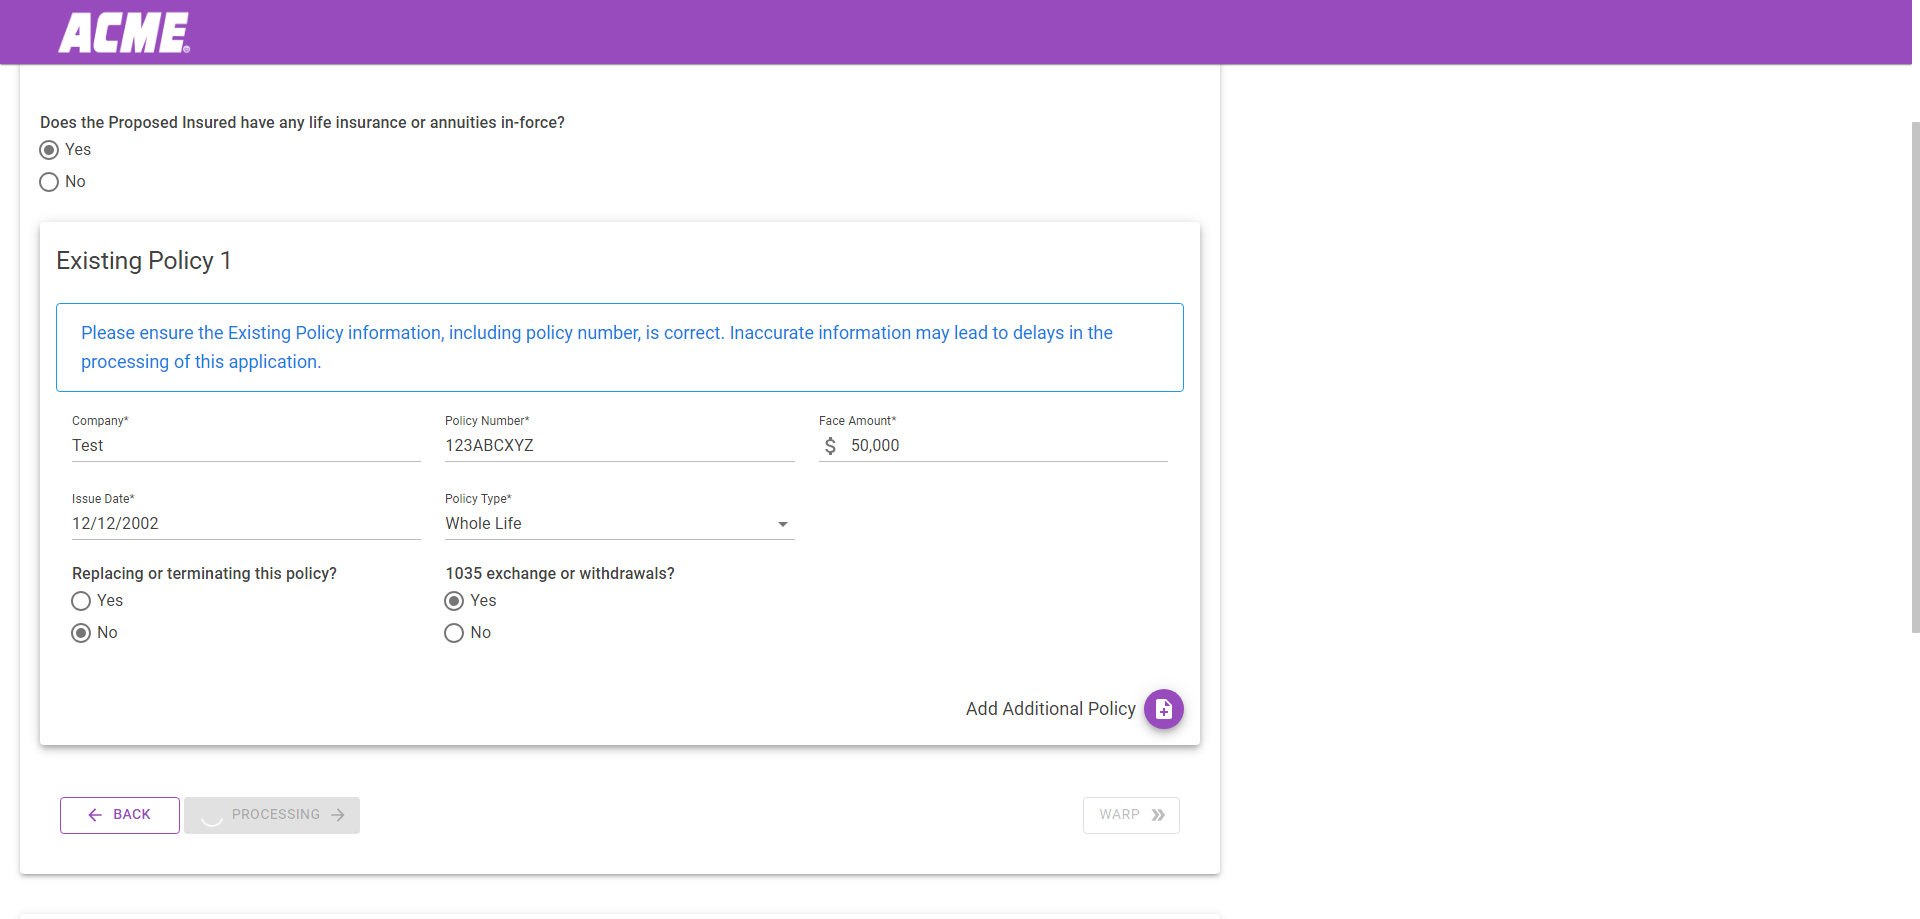 ACME®
Does the Proposed Insured have any life insurance or annuities in-force?
Yes
No
Existing Policy 1
Please ensure the Existing Policy information, including policy number, is correct. Inaccurate information may lead to delays in the
processing of this application.
Company* Policy Number* Face Amount*
Test 123ABCXYZ $ 50,000
Issue Date* Policy Type*
12/12/2002 Whole Life
Replacing or terminating this policy? 1035 exchange or withdrawals?
Yes Yes
No No
Add Additional Policy
BACK PROCESSING WARP